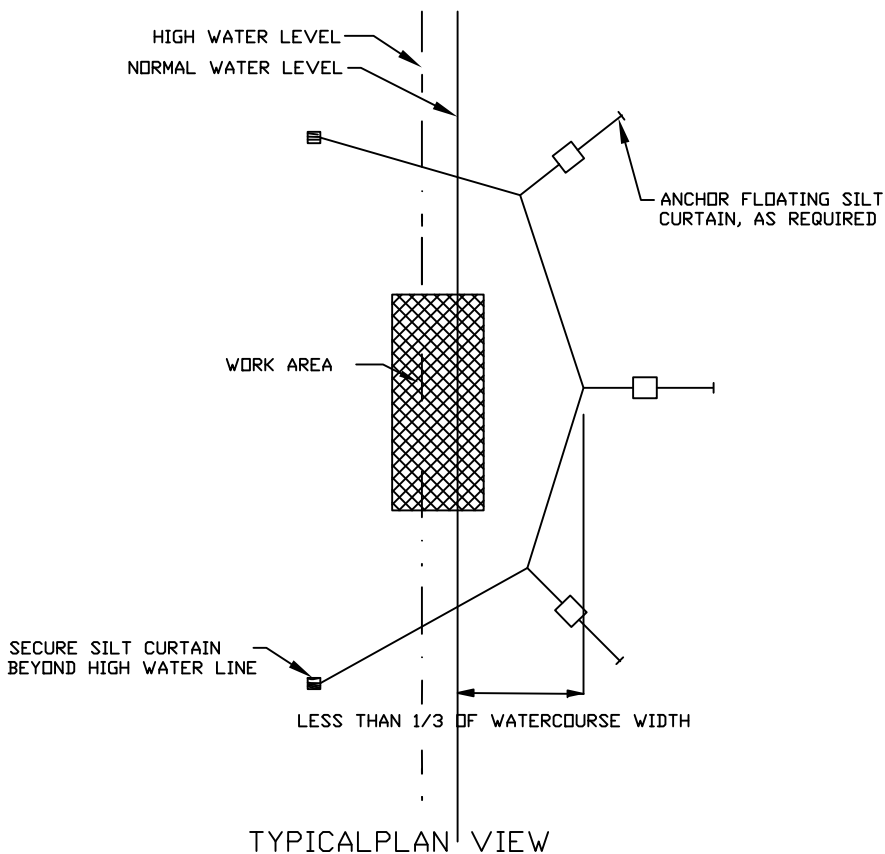 HIGH WATER LEVEL
NORMAL WATER LEVEL
ANCHOR FLOATING SILT
CURTAIN, AS REQUIRED
WORK AREA
SECURE SILT CURTAIN
BEYOND HIGH WATER LINE
LESS THAN 1/3 OF WATERCOURSE WIDTH
TYPICALPLAN VIEW